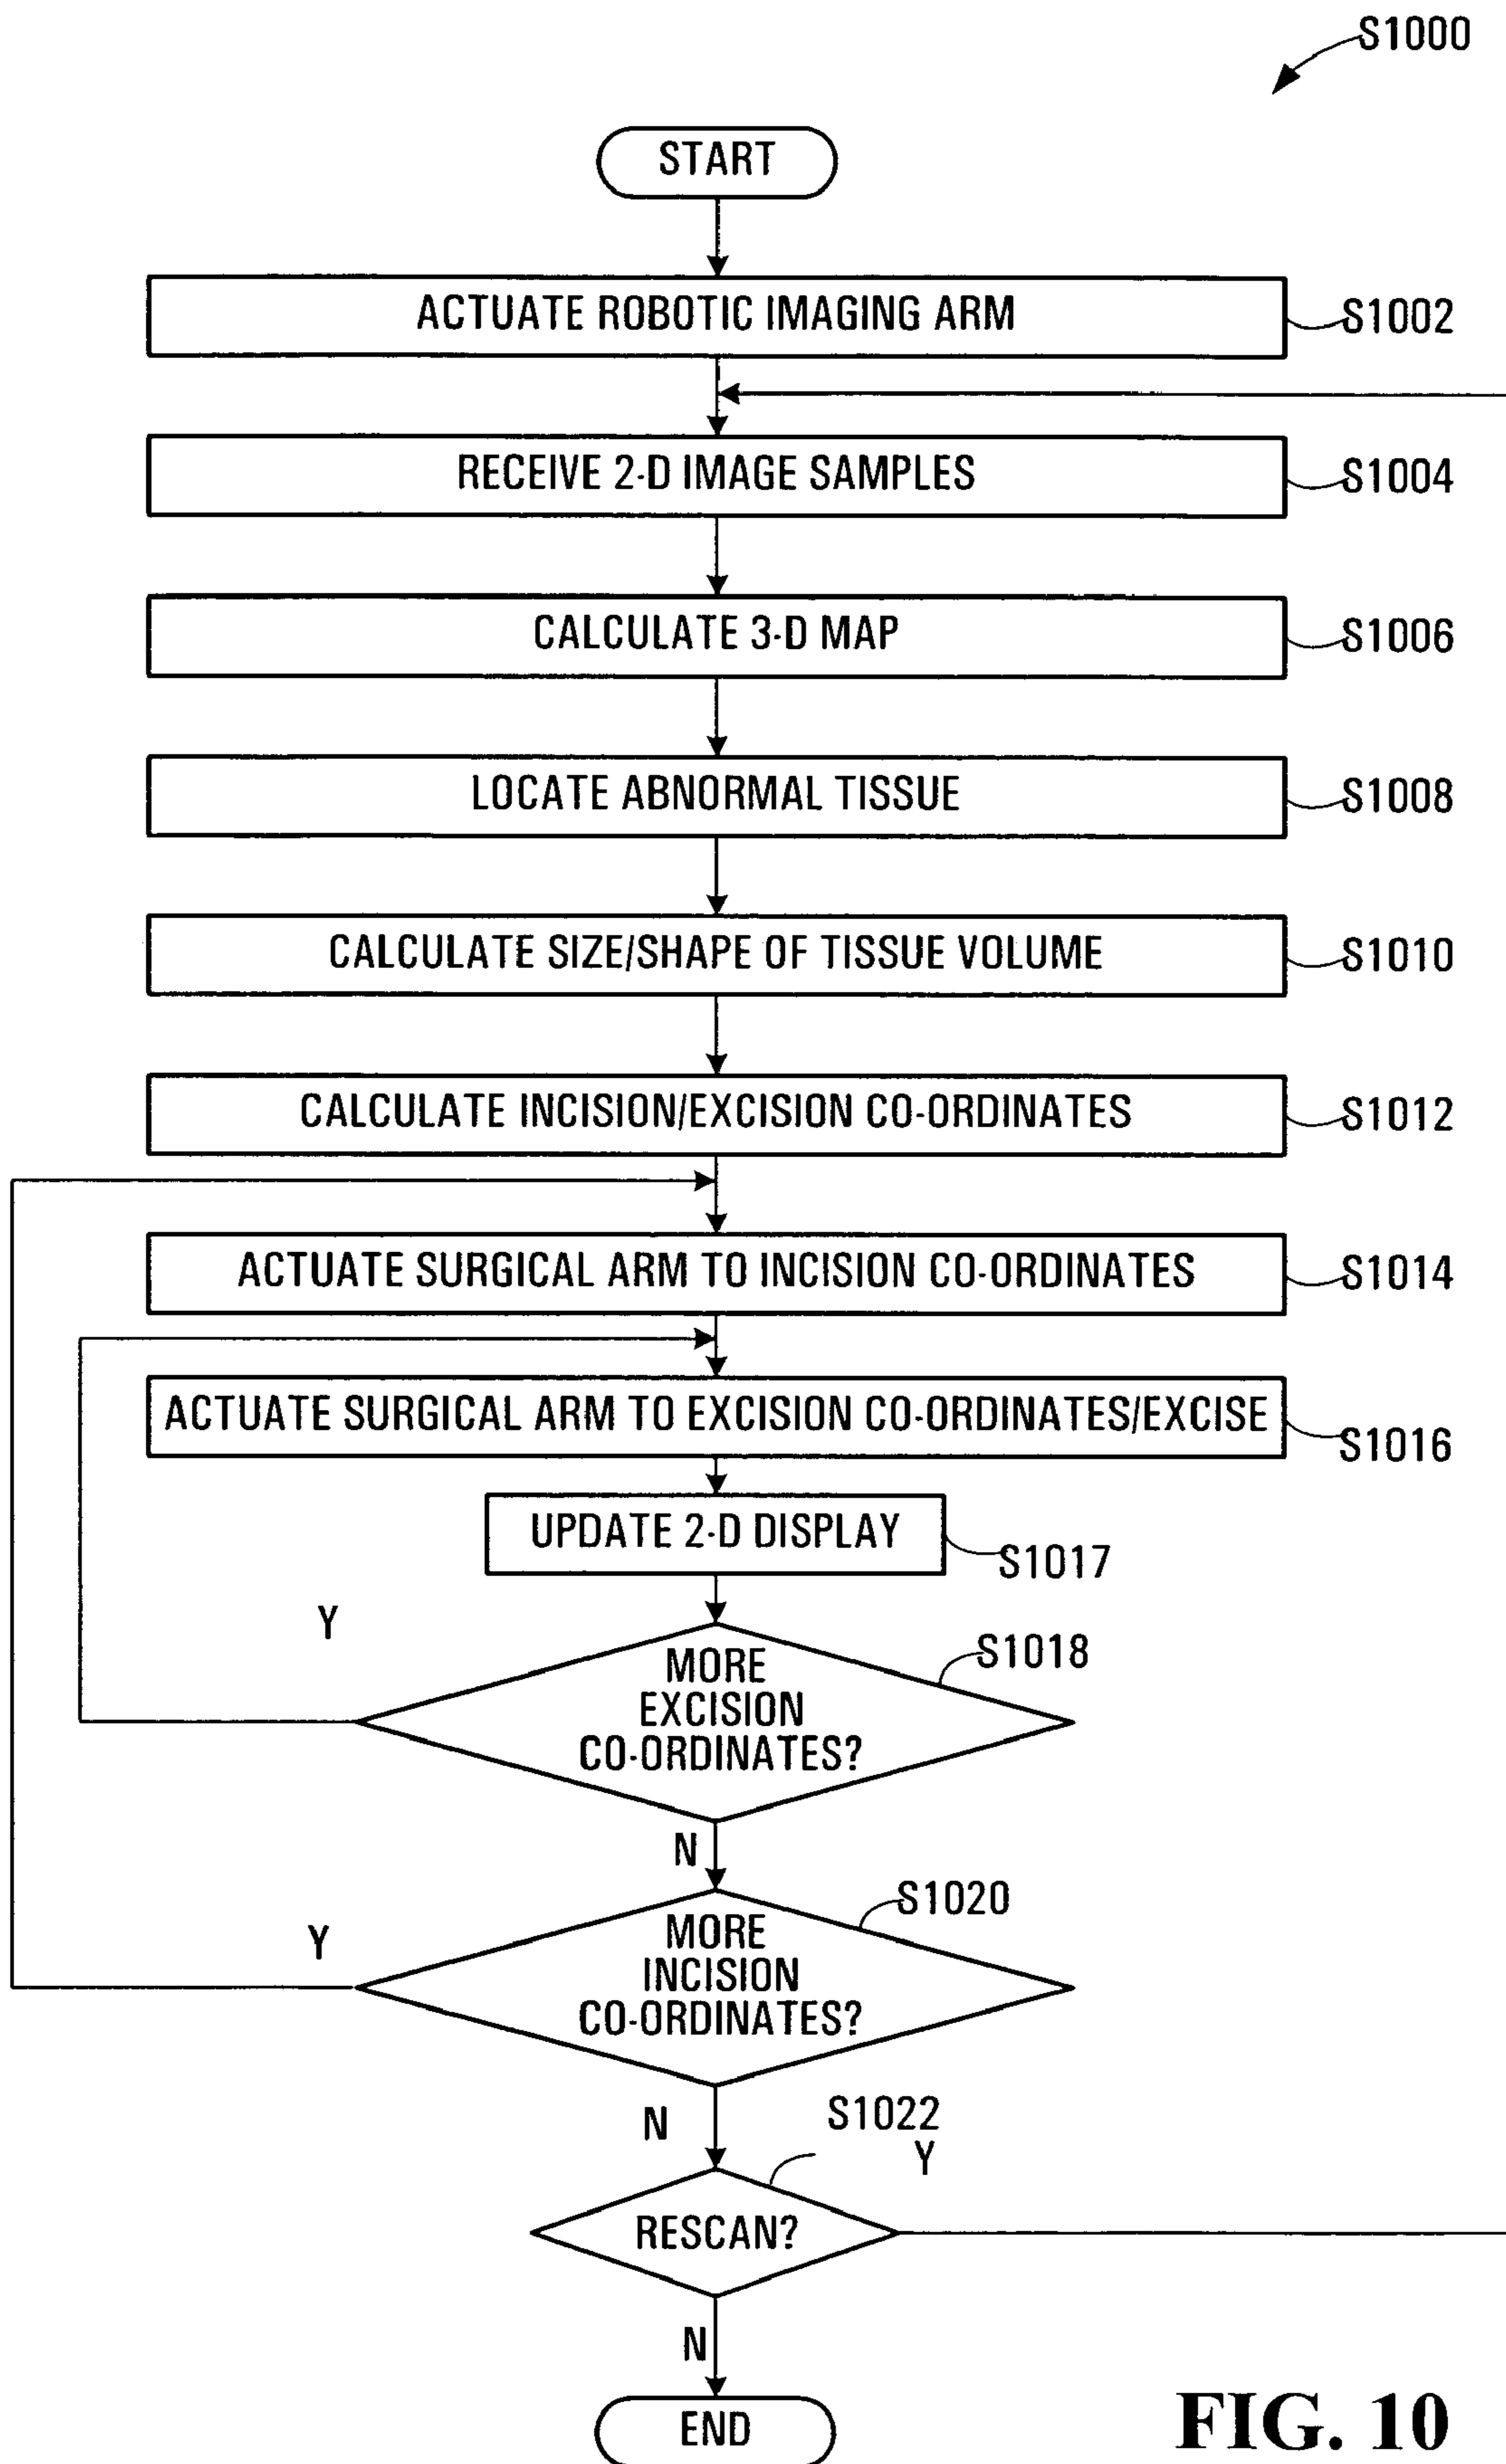 S1000
START
ACTUATE ROBOTIC IMAGING ARM
S1002
RECEIVE 2-D IMAGE SAMPLES
S1004
CALCULATE 3-D MAP
S1006
LOCATE ABNORMAL TISSUE
S1008
CALCULATE SIZE/SHAPE OF TISSUE VOLUME
S1010
CALCULATE INCISION/EXCISION CO-ORDINATES
S1012
ACTUATE SURGICAL ARM TO INCISION CO-ORDINATES
S1014
ACTUATE SURGICAL ARM TO EXCISION CO-ORDINATES/EXCISE
S1016
UPDATE 2-D DISPLAY
S1017
Y
S1018
MORE
EXCISION
CO-ORDINATES?
N
S1020
Y
MORE
INCISION
CO-ORDINATES?
N
S1022
Y
RESCAN?
N
END
FIG. 10